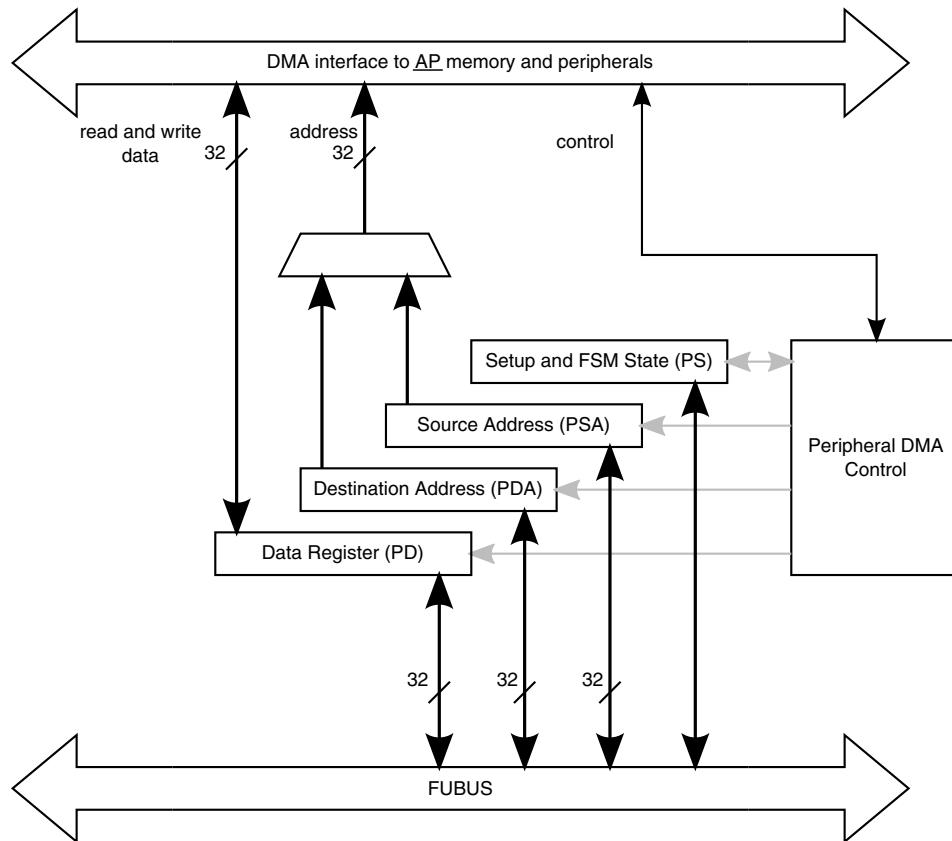 DMA interface to AP memory and peripherals
read and write
data
32
address
32
control
Setup and FSM State (PS)
Source Address (PSA)
Peripheral DMA
Control
Destination Address (PDA)
Data Register (PD)
32
32
32
FUBUS